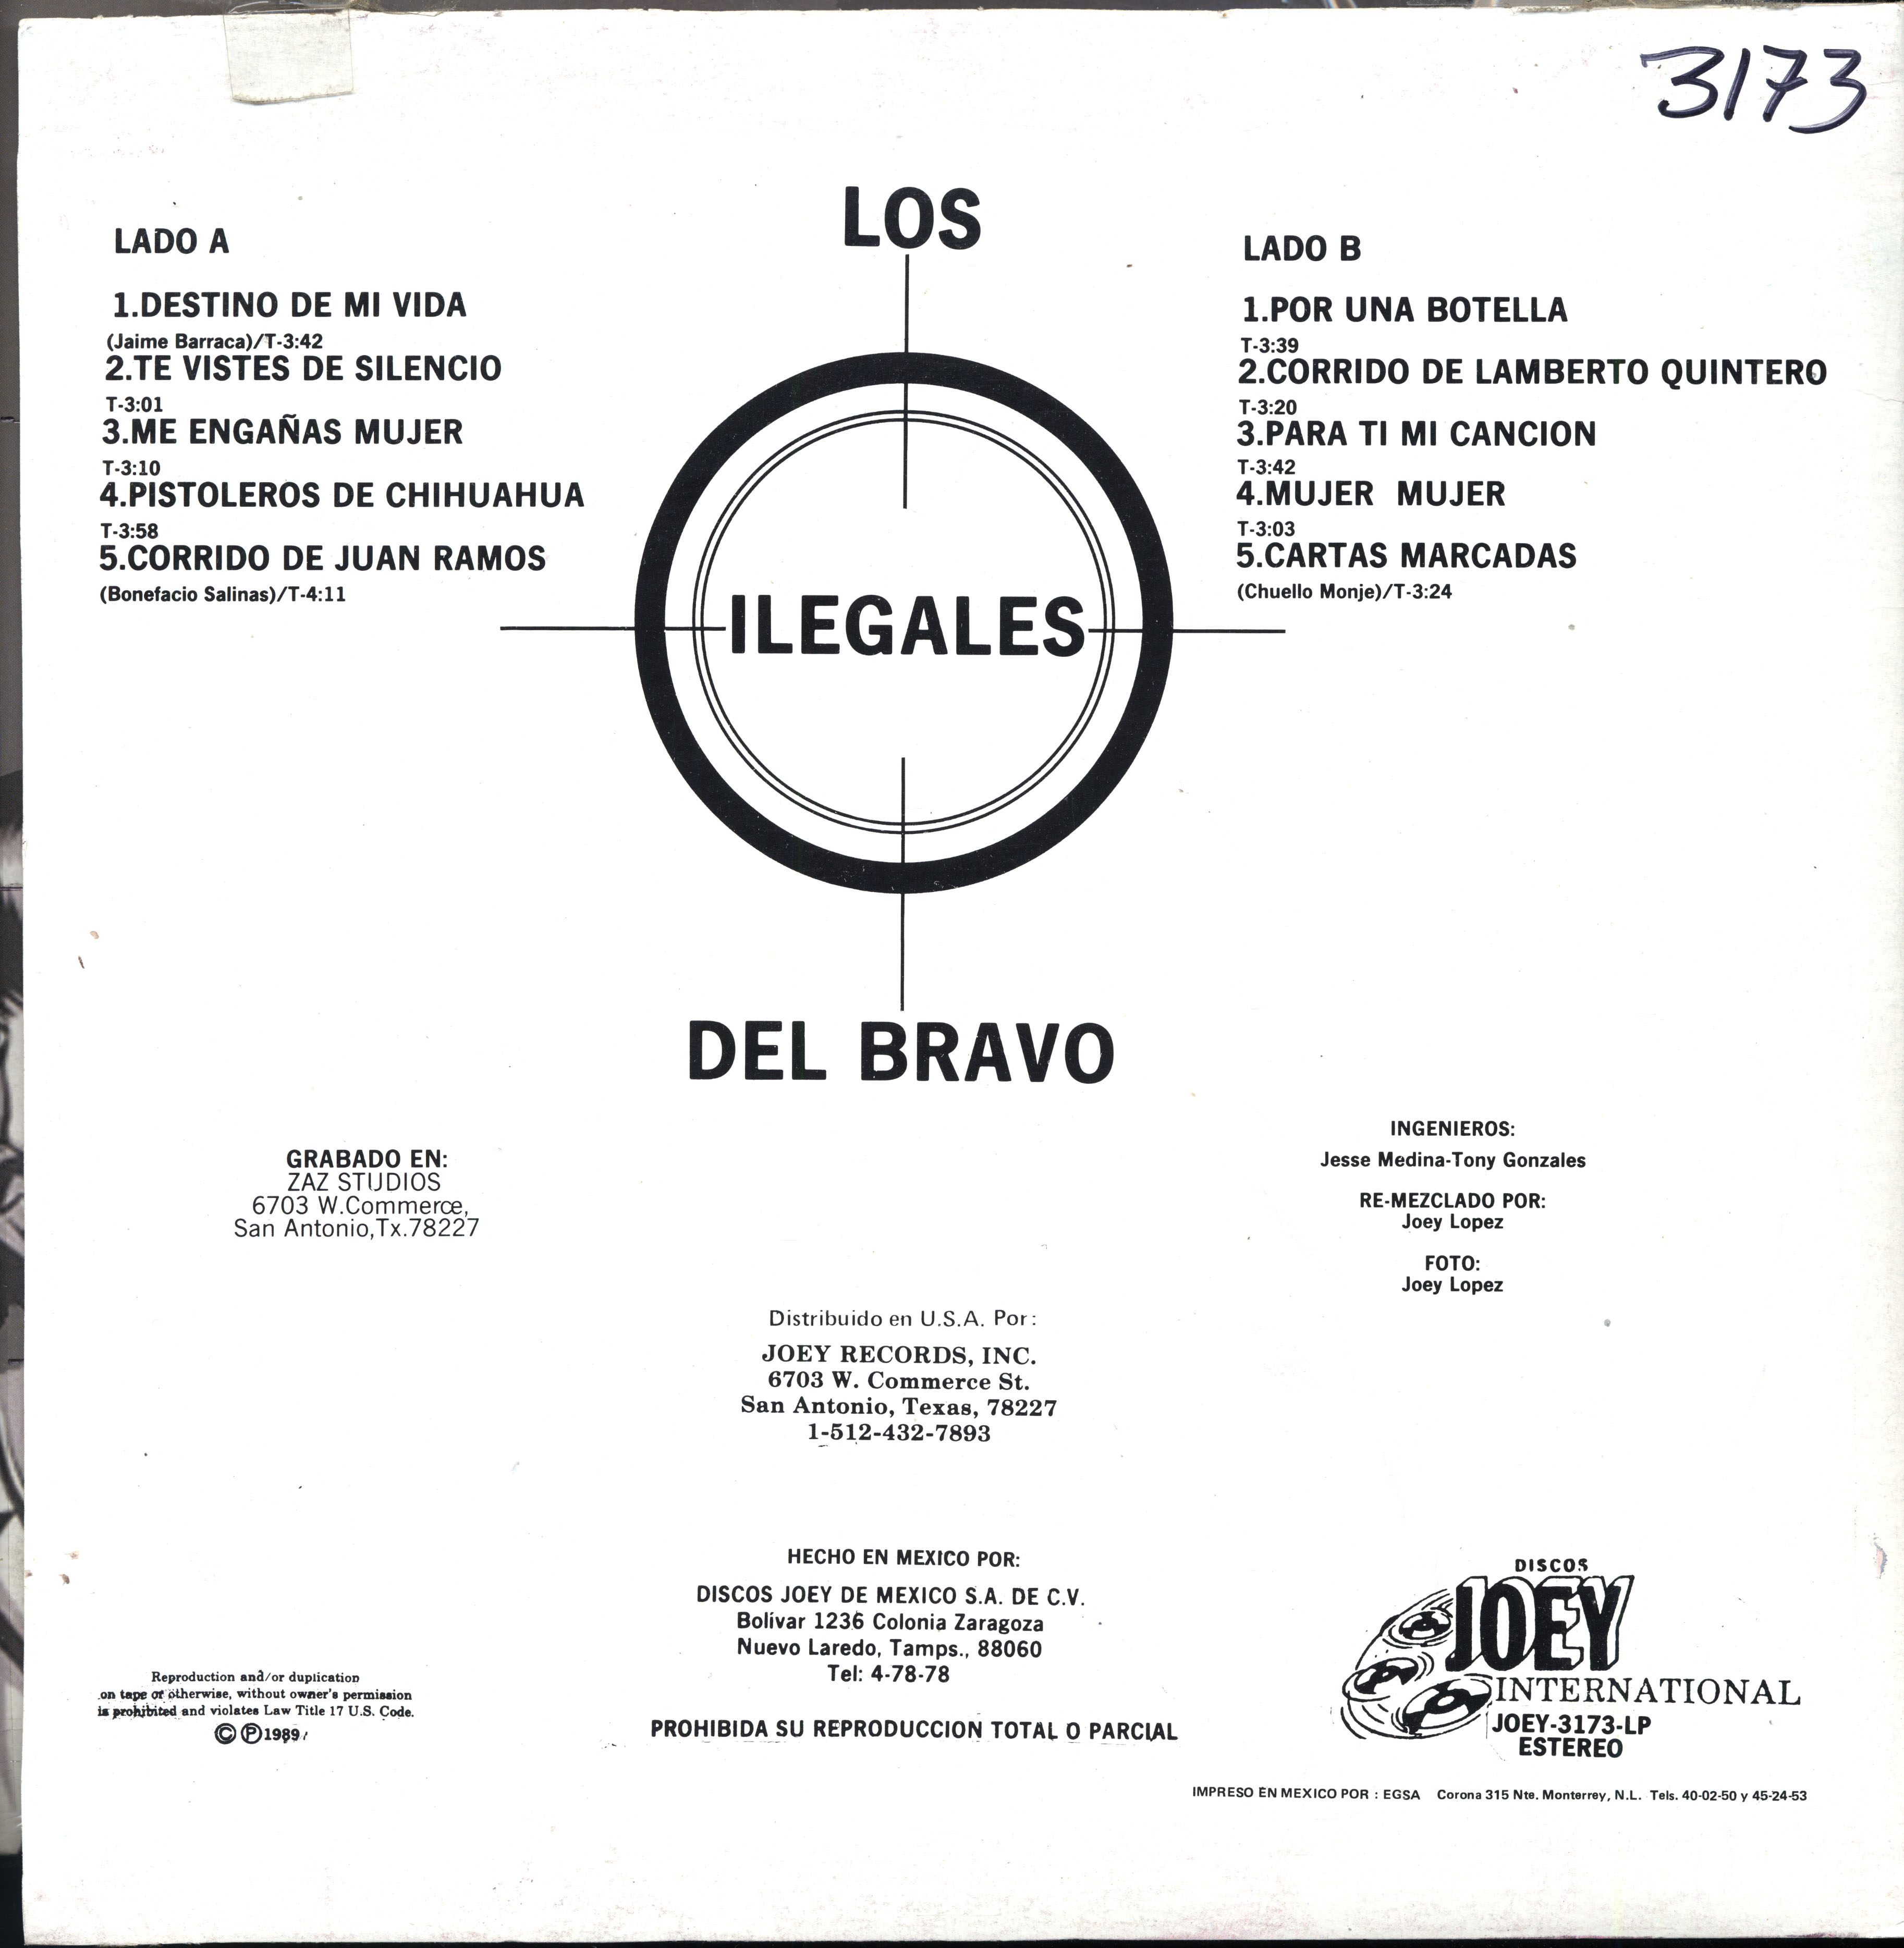 3173
LOS
ILEGALES
DEL BRAVO
LADO A
1.DESTINO DE MI VIDA
(Jaime Barraca)/T-3:42
2.TE VISTES DE SILENCIO
T-3:01
3.ME ENGAÑAS MUJER
T-3:10
4.PISTOLEROS DE CHIHUAHUA
T-3:58
5.CORRIDO DE JUAN RAMOS
(Bonefacio Salinas)/T-4:11
LADO B
1.POR UNA BOTELLA
T-3:39
2.CORRIDO DE LAMBERTO QUINTERO
T-3:20
3.PARA TI MI CANCION
T-3:42
4.MUJER MUJER
T-3:03
5.CARTAS MARCADAS
(Chuello Monje)/T-3:24
GRABADO EN:
ZAZ STUDIOS
6703 W.Commerce,
San Antonio,Tx.78227
INGENIEROS:
Jesse Medina-Tony Gonzales
RE-MEZCLADO POR:
Joey Lopez
FOTO:
Joey Lopez
Distribuido en U.S.A. Por:
JOEY RECORDS, INC.
6703 W. Commerce St.
San Antonio, Texas, 78227
1-512-432-7893
HECHO EN MEXICO POR:
DISCOS JOEY DE MEXICO S.A. DE C.V.
Bolívar 1236 Colonia Zaragoza
Nuevo Laredo, Tamps., 88060
Tel: 4-78-78
PROHIBIDA SU REPRODUCCION TOTAL O PARCIAL
Reproduction and/or duplication
on tape or otherwise, without owner's permission
is prohibited and violates Law Title 17 U.S. Code.
© ℗ 1989
DISCOS
JOEY
INTERNATIONAL
JOEY-3173-LP
ESTEREO
IMPRESO EN MEXICO POR : EGSA Corona 315 Nte. Monterrey, N.L. Tels. 40-02-50 y 45-24-53